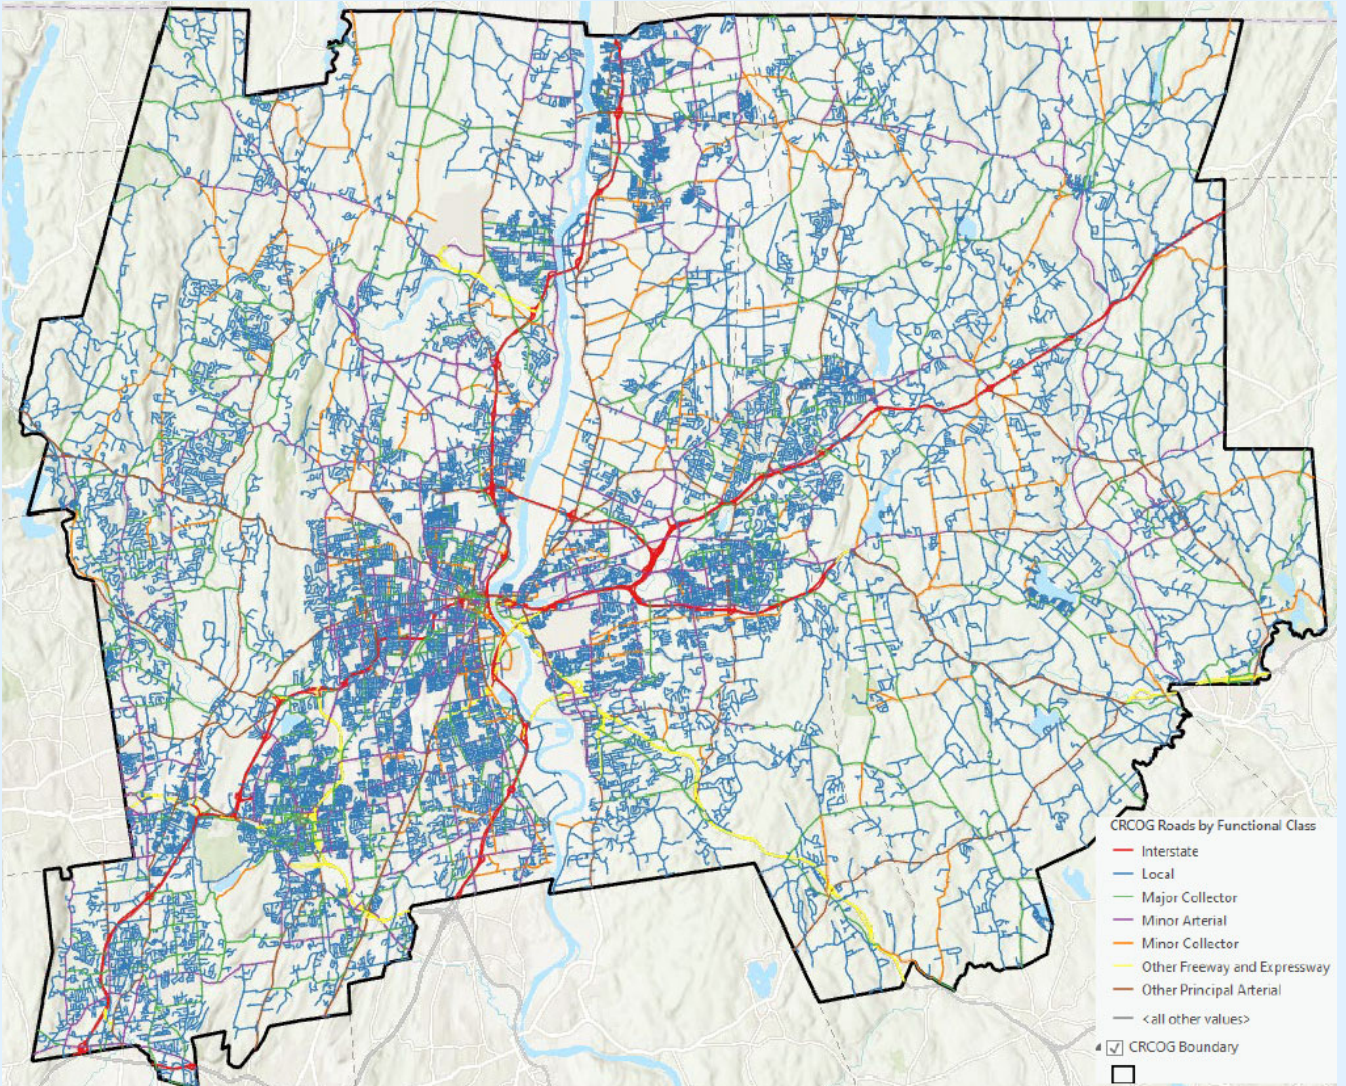 CRCOG Roads by Functional Class
Interstate
Local
Major Collector
Minor Arterial
Minor Collector
Other Freeway and Expressway
Other Principal Arterial
<all other values>
CRCOG Boundary